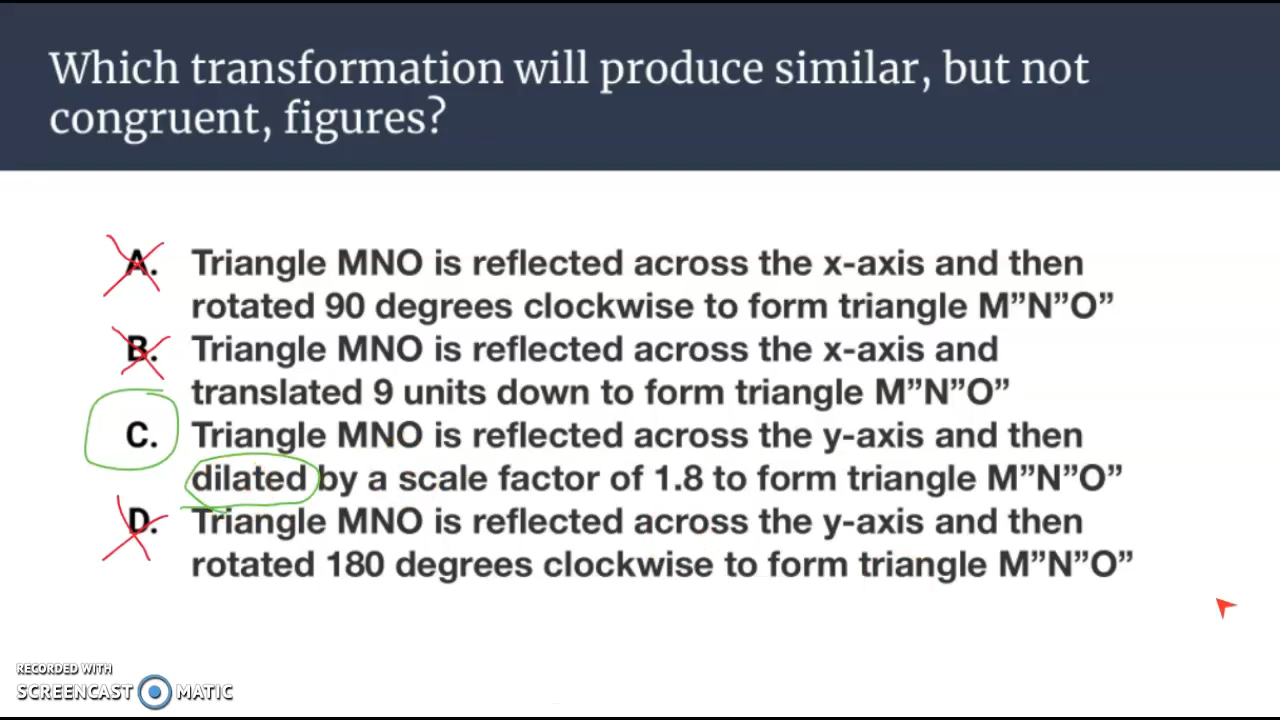 Which transformation will produce similar, but not
congruent, figures?
A. Triangle MNO is reflected across the x-axis and then
rotated 90 degrees clockwise to form triangle M”N”O”
B. Triangle MNO is reflected across the x-axis and
translated 9 units down to form triangle M”N”O”
C. Triangle MNO is reflected across the y-axis and then
dilated by a scale factor of 1.8 to form triangle M”N”O”
D. Triangle MNO is reflected across the y-axis and then
rotated 180 degrees clockwise to form triangle M”N”O”
RECORDED WITH
SCREENCAST MATIC